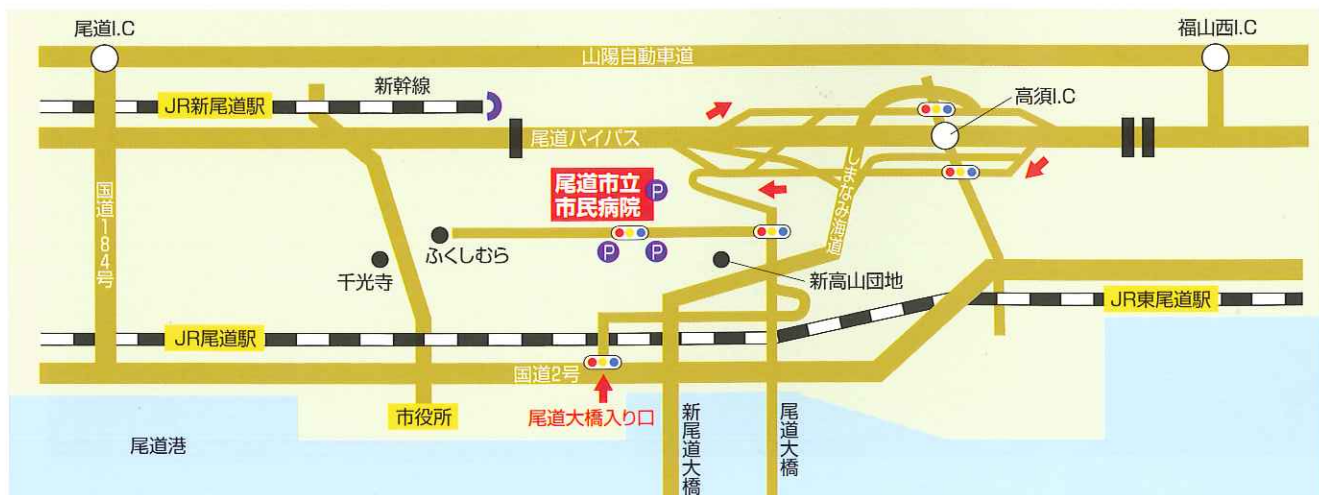 尾道I.C
福山西I.C
山陽自動車道
新幹線
高須I.C
JR新尾道駅
尾道バイパス
しまなみ海道
国道184号
尾道市立
市民病院
P
ふくしむら
P
P
千光寺
新高山団地
JR東尾道駅
JR尾道駅
国道2号
市役所
尾道大橋入り口
新尾道大橋
尾道大橋
尾道港